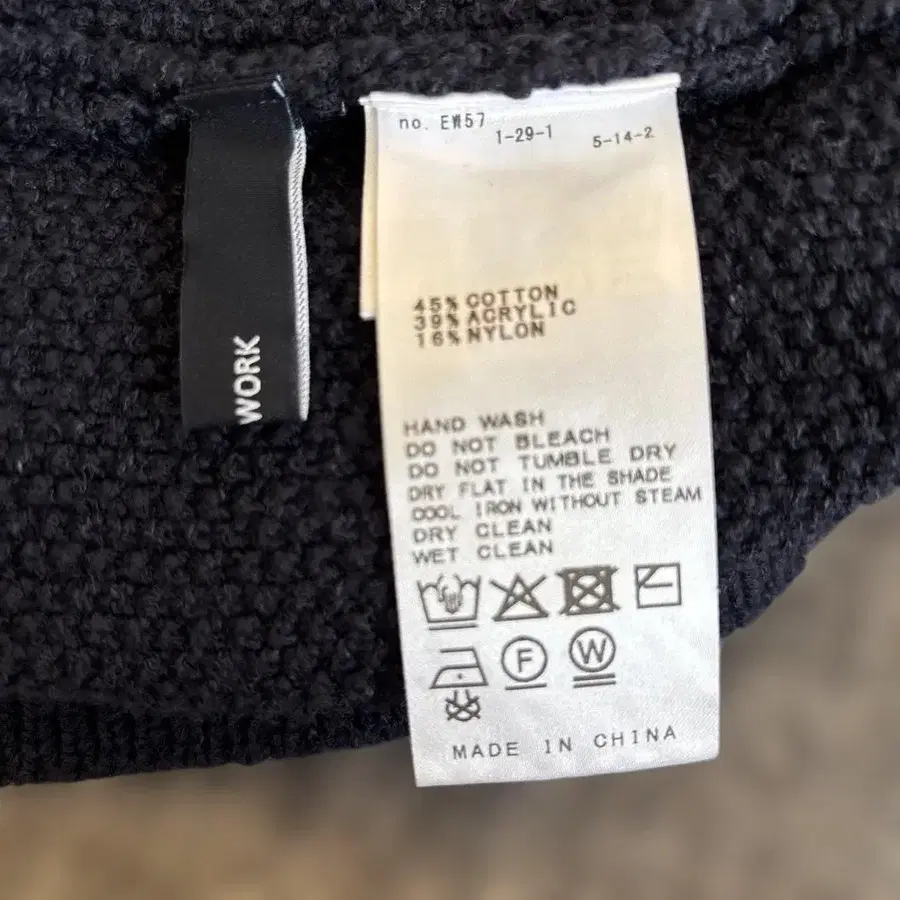 no. EW57
1-29-1
5-14-2
WORK
45% COTTON
39% ACRYLIC
16% NYLON
HAND WASH
DO NOT BLEACH
DO NOT TUMBLE DRY
DRY FLAT IN THE SHADE
COOL IRON WITHOUT STEAM
DRY CLEAN
WET CLEAN
F
W
MADE IN CHINA